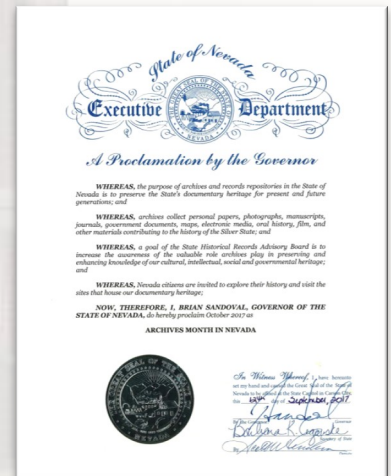 State of Nevada
Executive Department
A Proclamation by the Governor
WHEREAS, the purpose of archives and records repositories in the State of
Nevada is to preserve the State's documentary heritage for present and future
generations; and
WHEREAS, archives collect personal papers, photographs, manuscripts,
journals, government documents, maps, electronic media, oral history, film, and
other materials contributing to the history of the Silver State; and
WHEREAS, a goal of the State Historical Records Advisory Board is to
increase the awareness of the valuable role archives play in preserving and
enhancing knowledge of our cultural, intellectual, social and governmental heritage;
and
WHEREAS, Nevada citizens are invited to explore their history and visit the
sites that house our documentary heritage;
NOW, THEREFORE, I, BRIAN SANDOVAL, GOVERNOR OF THE
STATE OF NEVADA, do hereby proclaim October 2017 as
ARCHIVES MONTH IN NEVADA
In Witness Whereof, I have hereunto
set my hand and caused the Great Seal of the State of
Nevada to be affixed at the State Capitol in Carson City,
this day of September, 2017
Governor
By the Governor:
Secretary of State
By